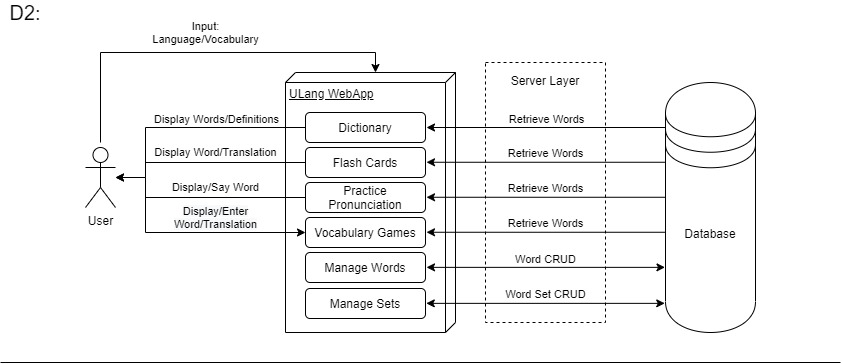 D2:
Input:
Language/Vocabulary
Server Layer
ULang WebApp
Display Words/Definitions
Dictionary
Retrieve Words
Display Word/Translation
Flash Cards
Retrieve Words
Display/Say Word
Practice
Pronunciation
Retrieve Words
User
Display/Enter
Word/Translation
Vocabulary Games
Retrieve Words
Database
Manage Words
Word CRUD
Manage Sets
Word Set CRUD